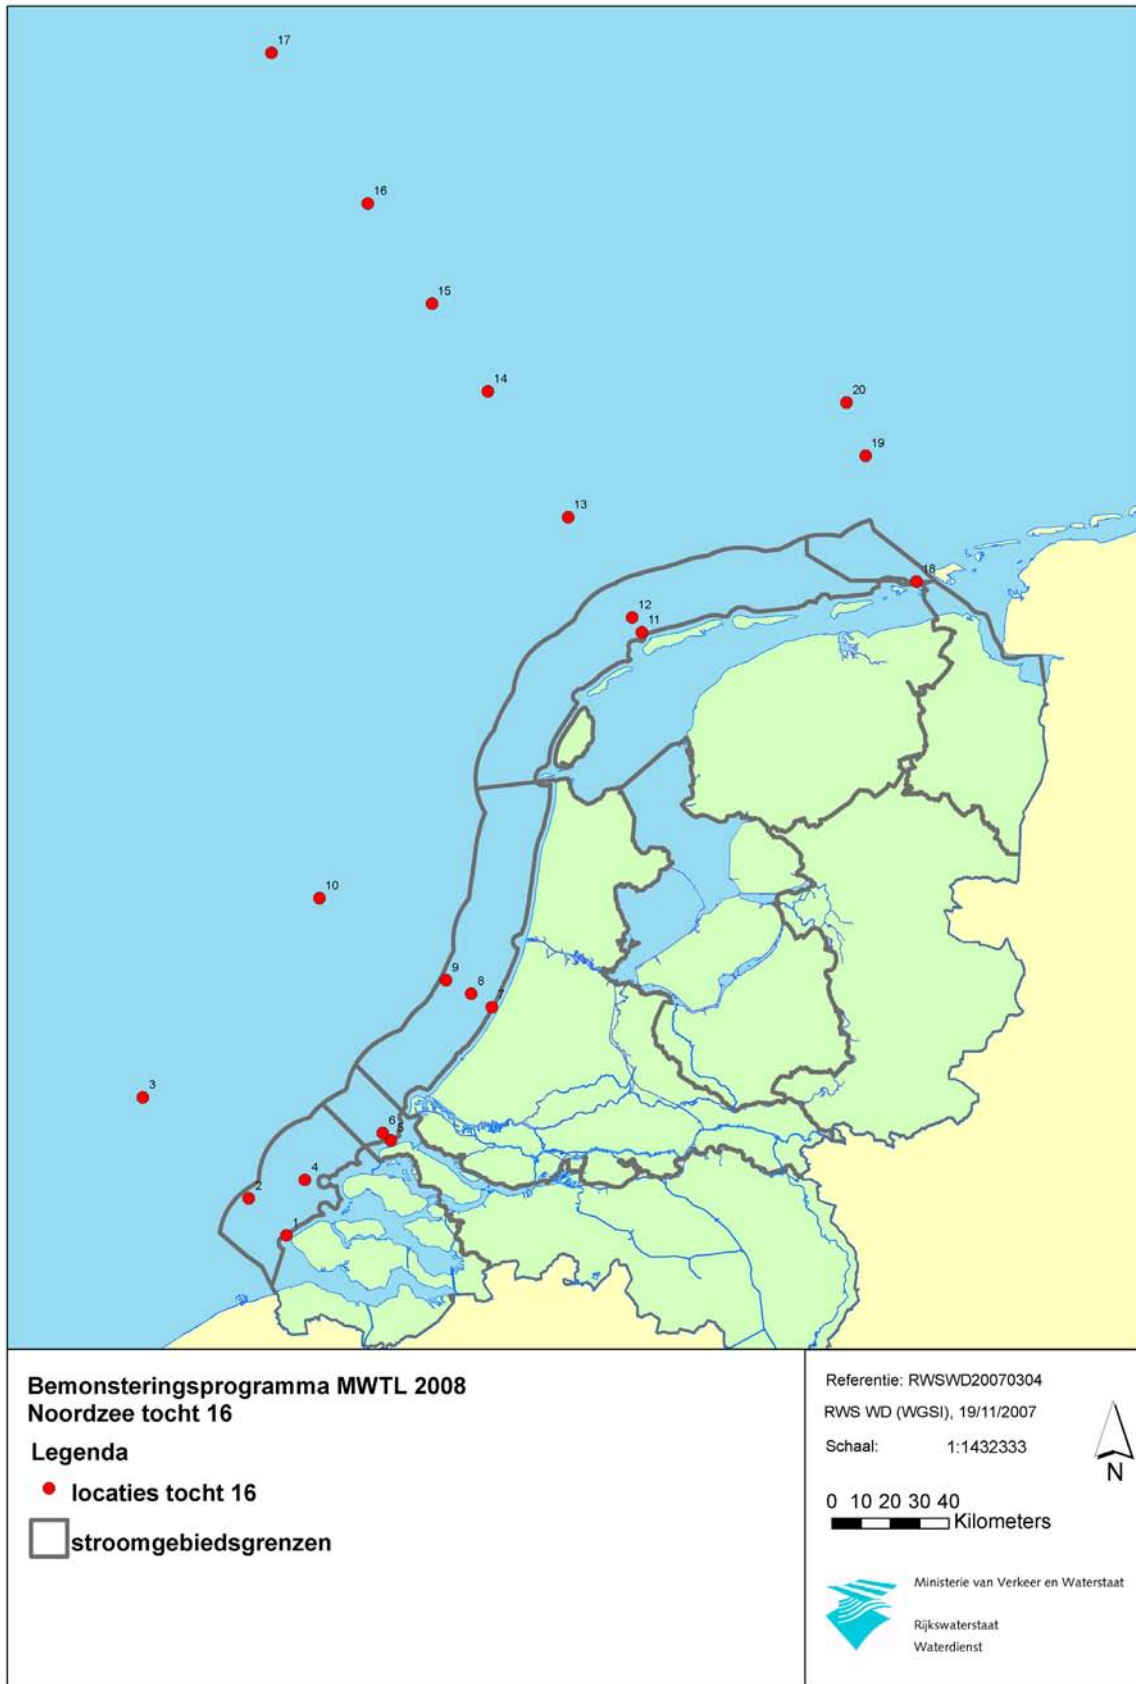 17
16
15
14
20
19
13
18
12
11
10
9
8
7
3
6
5
4
2
1
Bemonsteringsprogramma MWTL 2008
Noordzee tocht 16
Legenda
locaties tocht 16
stroomgebiedsgrenzen
Referentie: RWSWD20070304
RWS WD (WGSI), 19/11/2007
Schaal: 1:1432333
N
0 10 20 30 40
Kilometers
Ministerie van Verkeer en Waterstaat
Rijkswaterstaat
Waterdienst